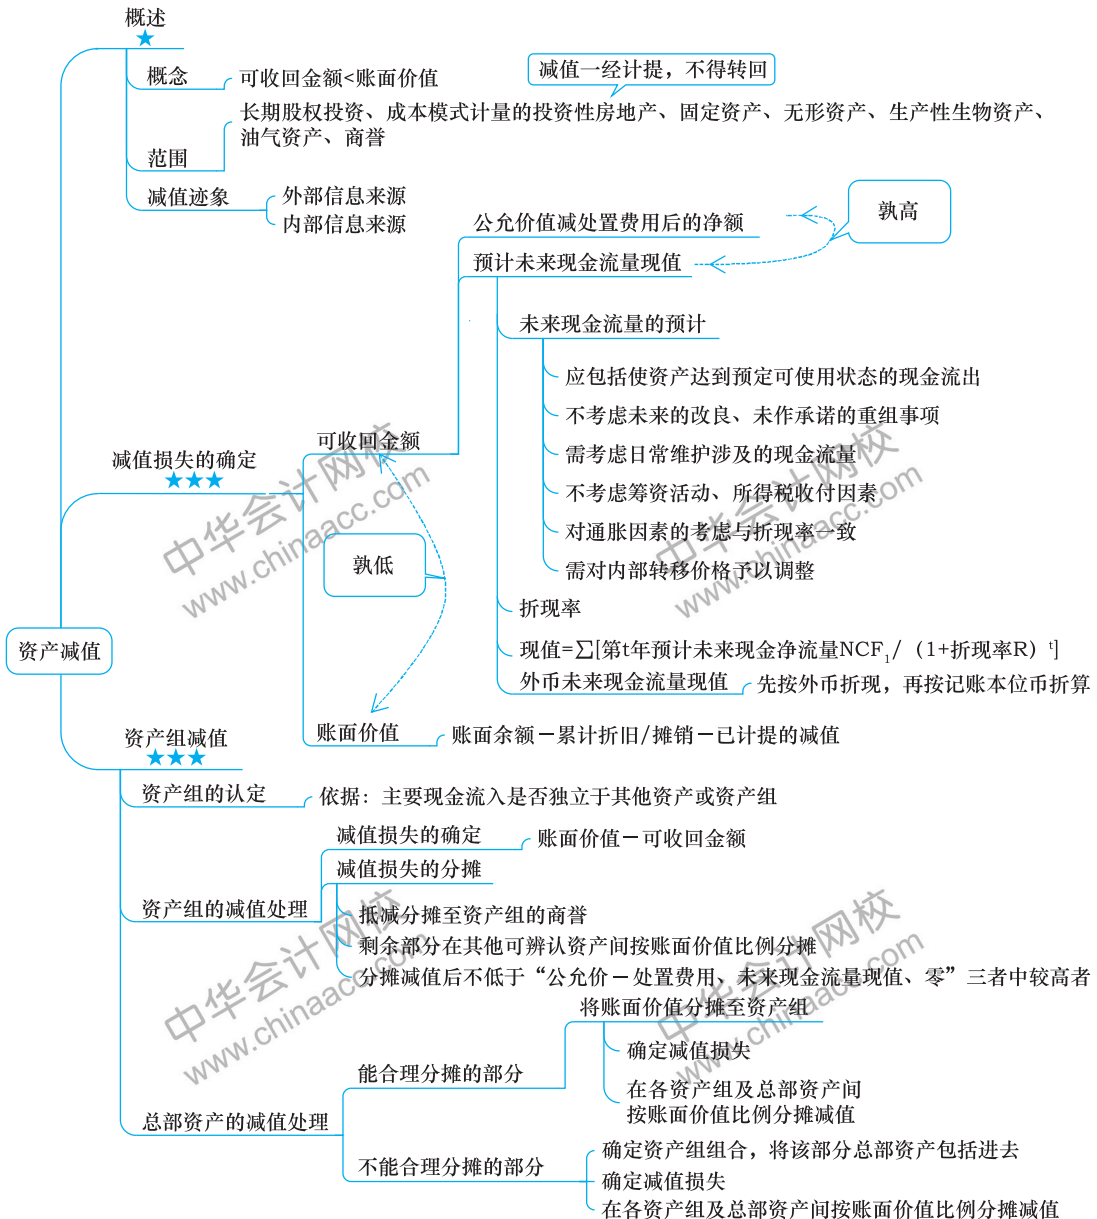 概述
概念
可收回金额<账面价值
减值一经计提，不得转回
长期股权投资、成本模式计量的投资性房地产、固定资产、无形资产、生产性生物资产、
油气资产、商誉
范围
减值迹象
外部信息来源
内部信息来源
公允价值减处置费用后的净额
孰高
预计未来现金流量现值
未来现金流量的预计
应包括使资产达到预定可使用状态的现金流出
不考虑未来的改良、未作承诺的重组事项
可收回金额
需考虑日常维护涉及的现金流量
减值损失的确定
不考虑筹资活动、所得税收付因素
对通胀因素的考虑与折现率一致
孰低
需对内部转移价格予以调整
折现率
资产减值
现值=∑[第t年预计未来现金净流量NCF₁/（1+折现率R）ᵗ]
外币未来现金流量现值
先按外币折现，再按记账本位币折算
账面价值
账面余额－累计折旧/摊销－已计提的减值
资产组减值
资产组的认定
依据：主要现金流入是否独立于其他资产或资产组
减值损失的确定
账面价值－可收回金额
减值损失的分摊
资产组的减值处理
抵减分摊至资产组的商誉
剩余部分在其他可辨认资产间按账面价值比例分摊
分摊减值后不低于“公允价－处置费用、未来现金流量现值、零”三者中较高者
将账面价值分摊至资产组
确定减值损失
能合理分摊的部分
在各资产组及总部资产间
按账面价值比例分摊减值
总部资产的减值处理
确定资产组组合，将该部分总部资产包括进去
不能合理分摊的部分
确定减值损失
在各资产组及总部资产间按账面价值比例分摊减值
中华会计网校
www.chinaacc.com
中华会计网校
www.chinaacc.com
中华会计网校
www.chinaacc.com
中华会计网校
www.chinaacc.com